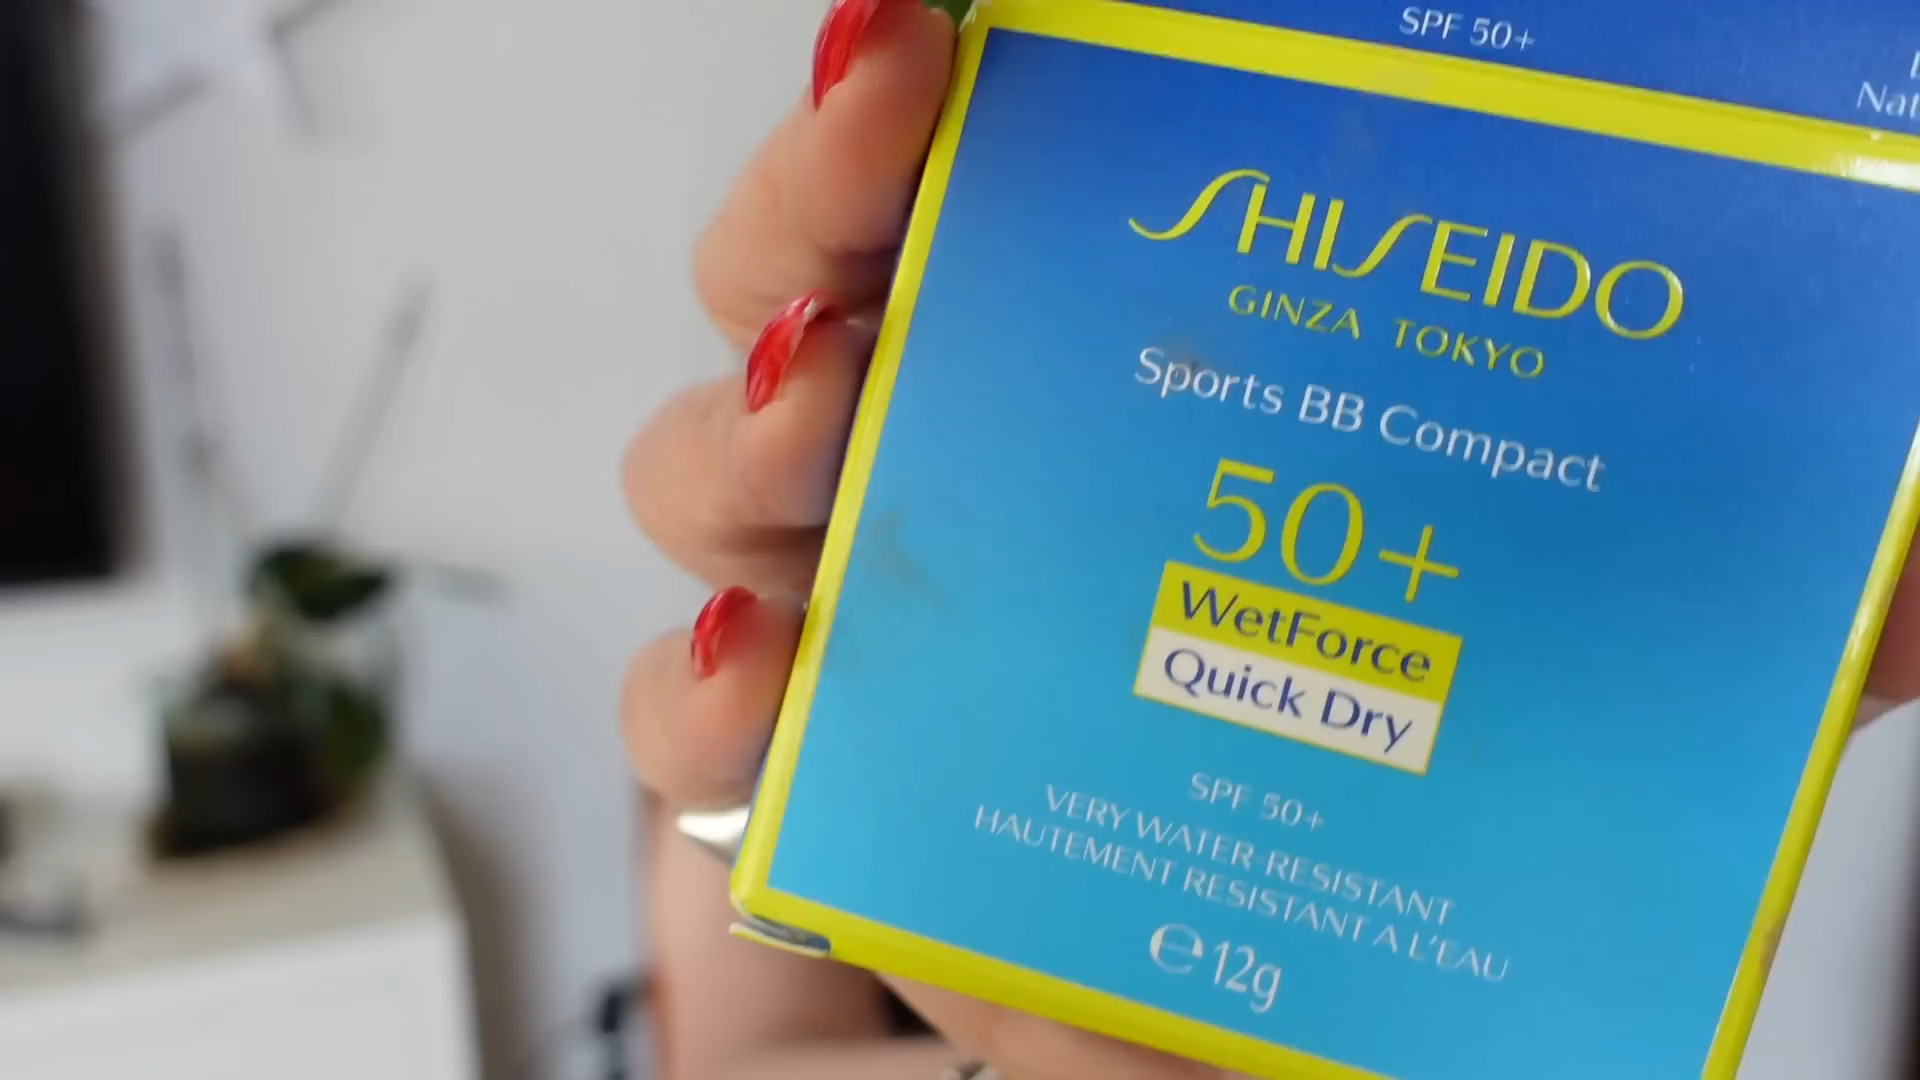 SPF 50+
SHISEIDO
GINZA TOKYO
Sports BB Compact
50+
WetForce
Quick Dry
SPF 50+
VERY WATER-RESISTANT
HAUTEMENT RESISTANT A L'EAU
℮12g